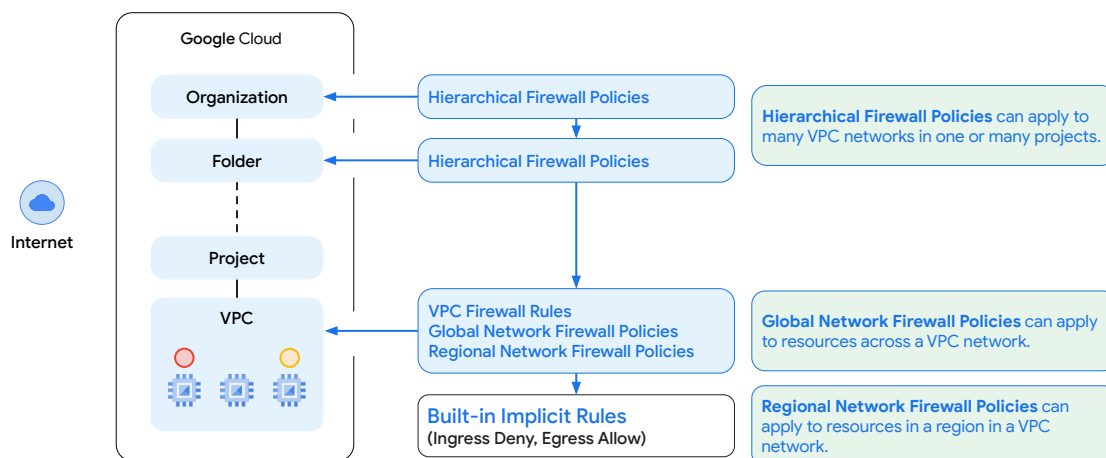 Google Cloud
Organization
Folder
Project
VPC
Internet
Hierarchical Firewall Policies
Hierarchical Firewall Policies
VPC Firewall Rules
Global Network Firewall Policies
Regional Network Firewall Policies
Built-in Implicit Rules
(Ingress Deny, Egress Allow)
Hierarchical Firewall Policies can apply to
many VPC networks in one or many projects.
Global Network Firewall Policies can apply
to resources across a VPC network.
Regional Network Firewall Policies can
apply to resources in a region in a VPC
network.